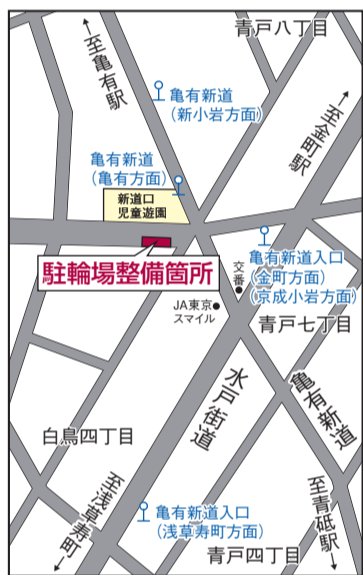 青戸八丁目
←至亀有駅
亀有新道
(新小岩方面)
←至金町駅
亀有新道
(亀有方面)
新道口
児童遊園
亀有新道入口
(金町方面)
(京成小岩方面)
駐輪場整備箇所
交番
JA東京
スマイル
青戸七丁目
水戸街道
亀有新道
白鳥四丁目
至浅草寿町→
至青砥駅→
亀有新道入口
(浅草寿町方面)
青戸四丁目